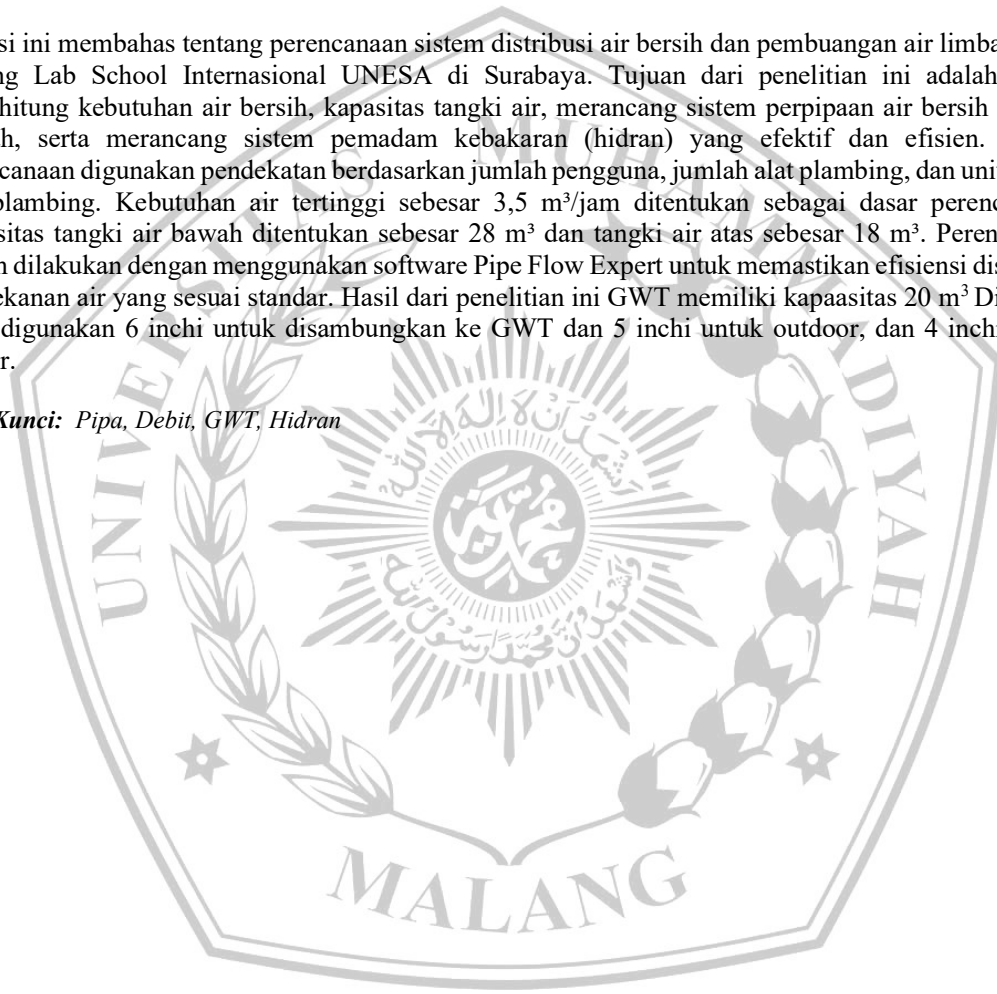 si ini membahas tentang perencanaan sistem distribusi air bersih dan pembuangan air limba
ng Lab School Internasional UNESA di Surabaya. Tujuan dari penelitian ini adalah
hitung kebutuhan air bersih, kapasitas tangki air, merancang sistem perpipaan air bersih
h, serta merancang sistem pemadam kebakaran (hidran) yang efektif dan efisien.
canaan digunakan pendekatan berdasarkan jumlah pengguna, jumlah alat plambing, dan uni
plambing. Kebutuhan air tertinggi sebesar 3,5 m³/jam ditentukan sebagai dasar perenc
sitas tangki air bawah ditentukan sebesar 28 m³ dan tangki air atas sebesar 18 m³. Peren
n dilakukan dengan menggunakan software Pipe Flow Expert untuk memastikan efisiensi dis
ekanan air yang sesuai standar. Hasil dari penelitian ini GWT memiliki kapaasitas 20 m³ Di
digunakan 6 inchi untuk disambungkan ke GWT dan 5 inchi untuk outdoor, dan 4 inchi
r.
Kunci: Pipa, Debit, GWT, Hidran
UNIVERSITAS MUHAMMADIYAH
MALANG